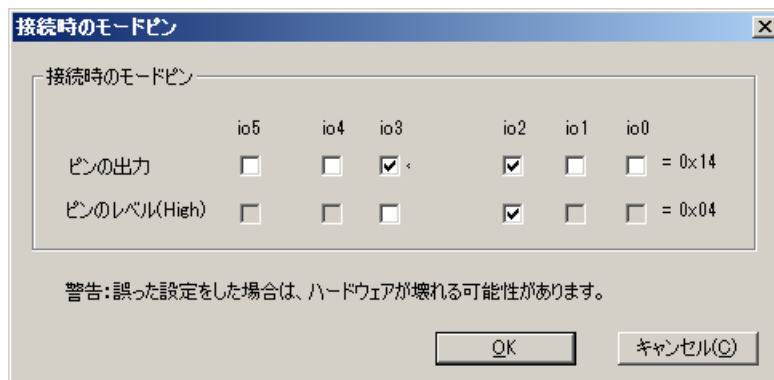 接続時のモードピン
接続時のモードピン
io5 io4 io3 io2 io1 io0
ピンの出力 = 0x14
ピンのレベル(High) = 0x04
警告:誤った設定をした場合は、ハードウェアが壊れる可能性があります。
OK キャンセル(C)